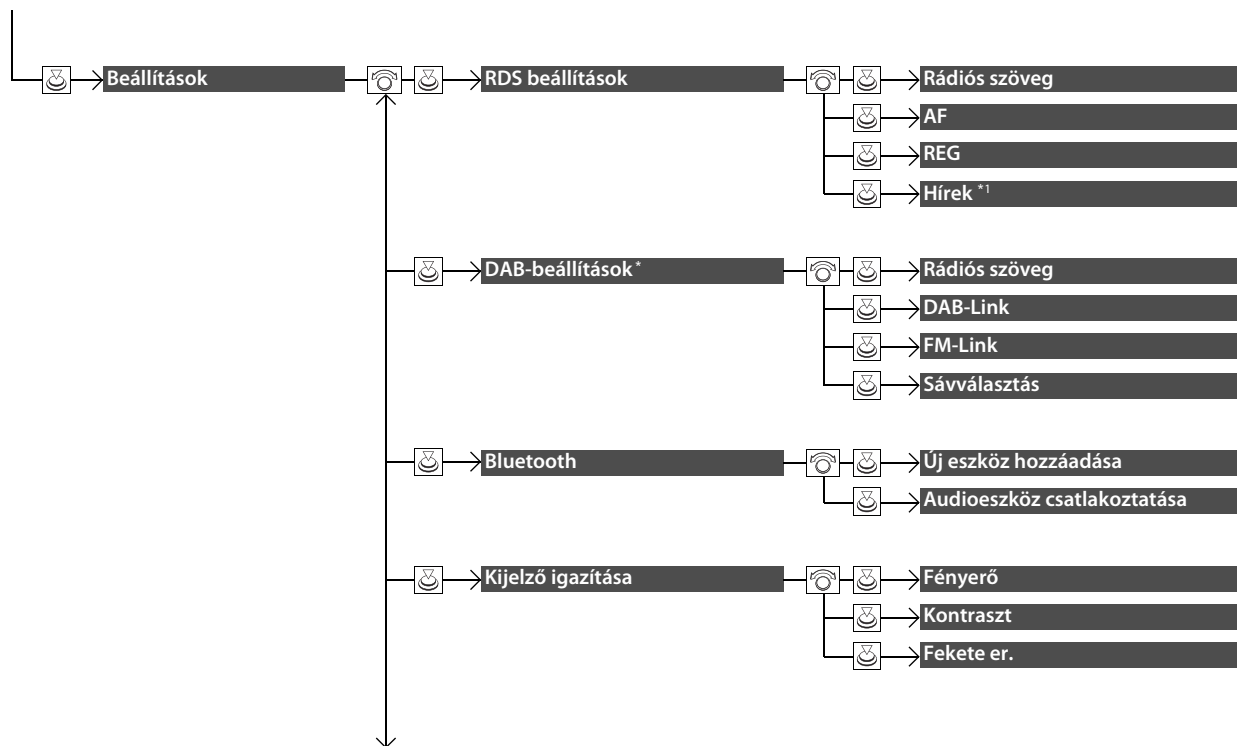 Beállítások
RDS beállítások
Rádiós szöveg
AF
REG
Hírek *1
DAB-beállítások *
Rádiós szöveg
DAB-Link
FM-Link
Sávválasztás
Bluetooth
Új eszköz hozzáadása
Audioeszköz csatlakoztatása
Kijelző igazítása
Fényerő
Kontraszt
Fekete er.